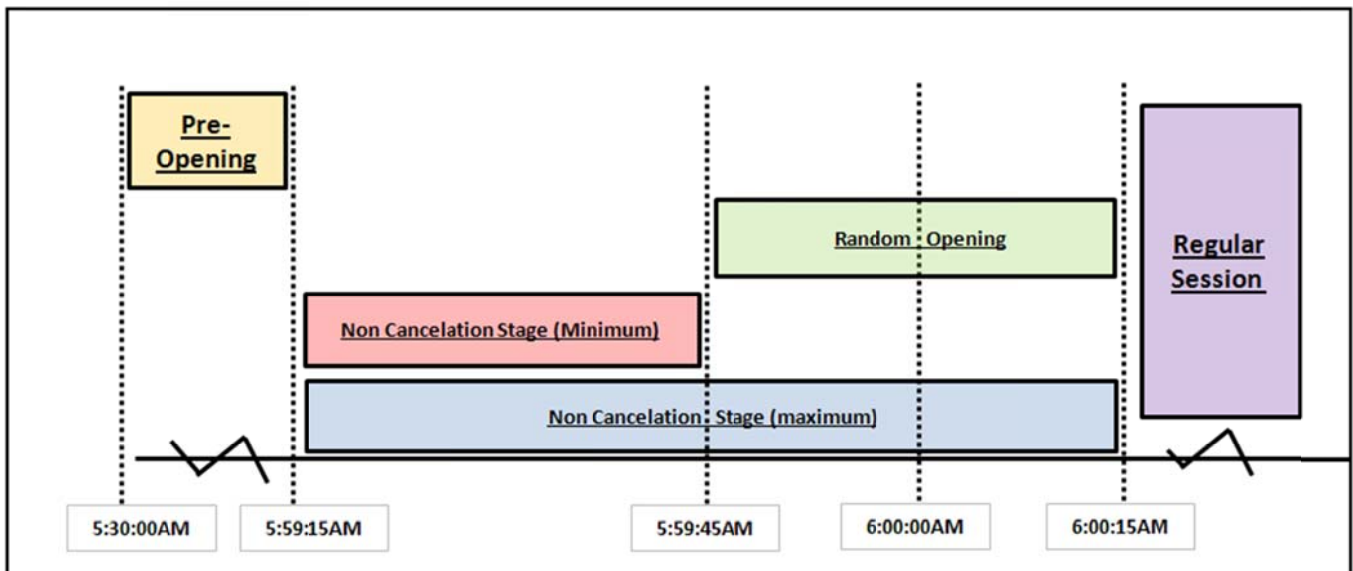 Pre-
Opening
Random Opening
Regular
Session
Non Cancelation Stage (Minimum)
Non Cancelation Stage (maximum)
5:30:00AM
5:59:15AM
5:59:45AM
6:00:00AM
6:00:15AM